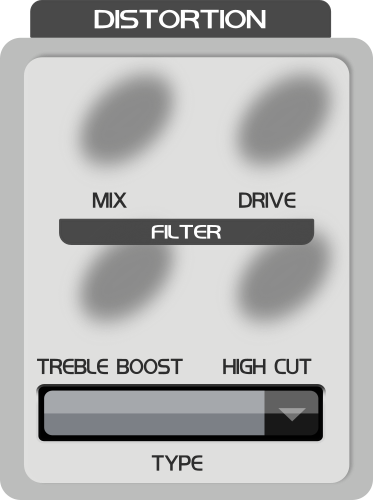 DISTORTION
MIX DRIVE
FILTER
TREBLE BOOST HIGH CUT
TYPE